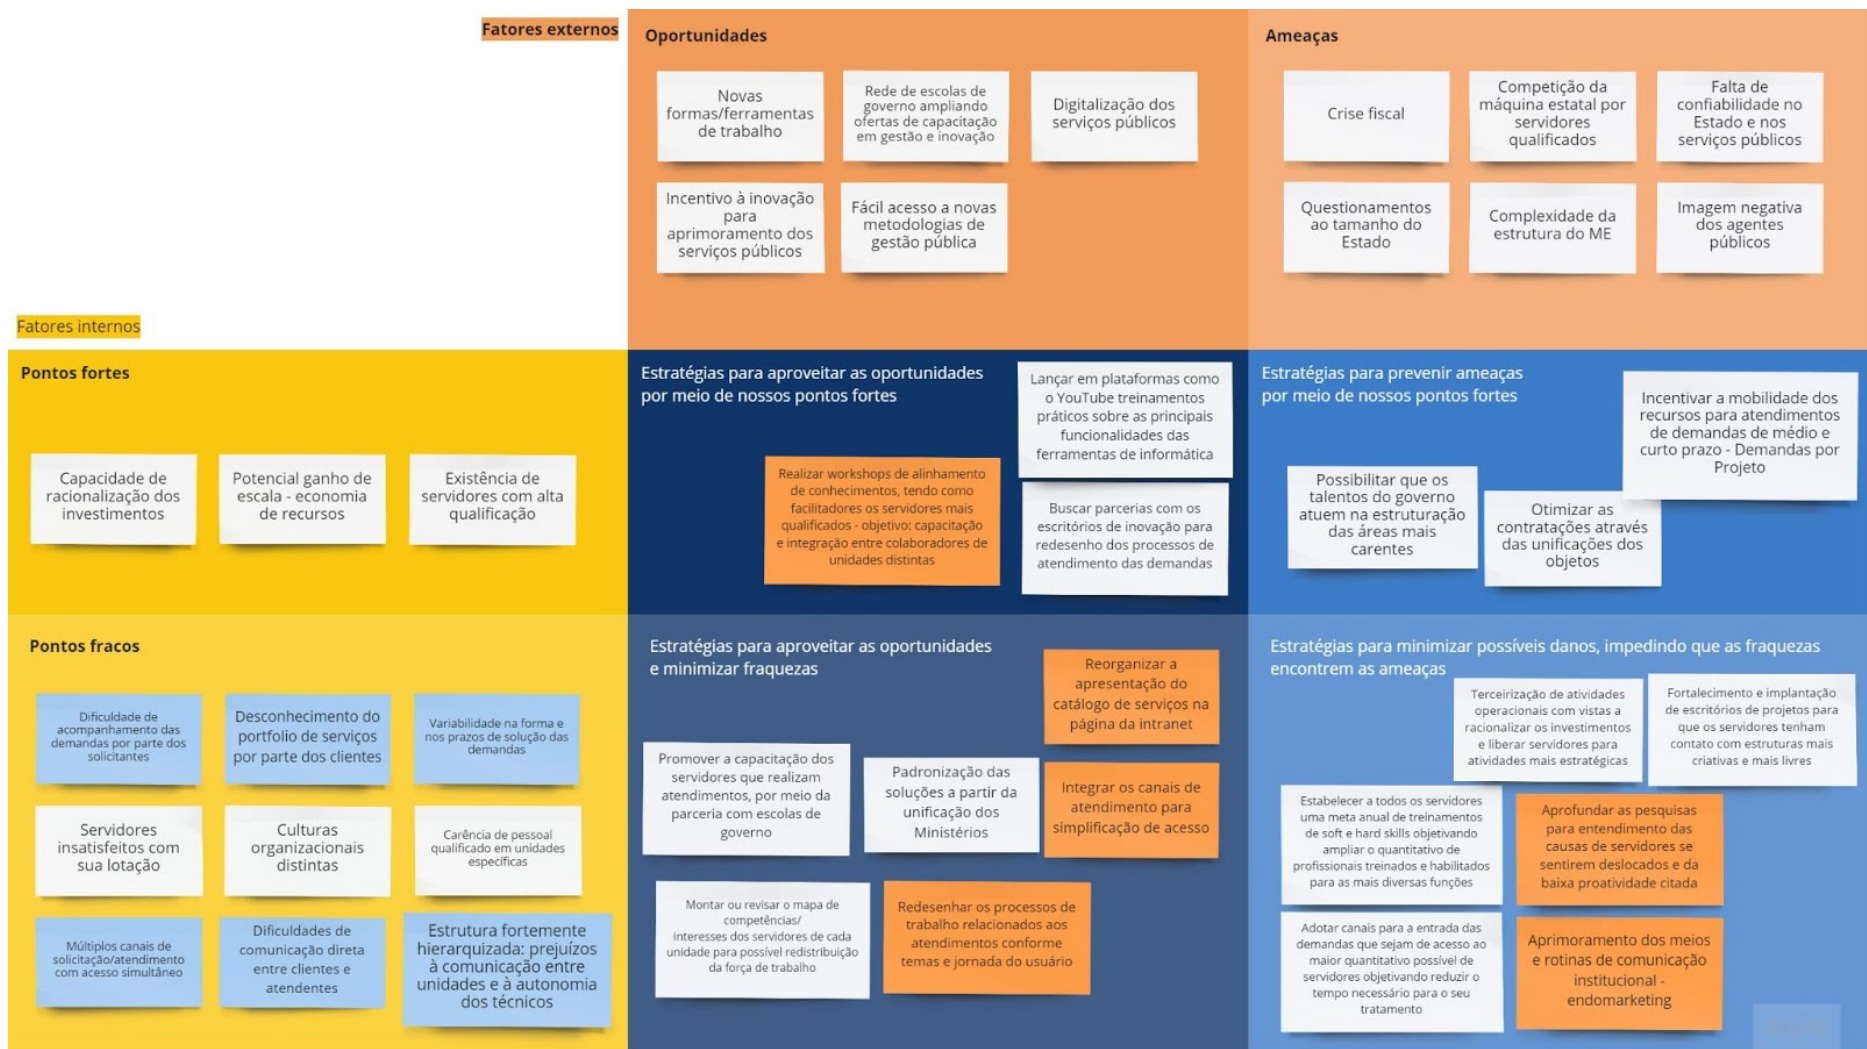 Fatores externos
Fatores internos
Oportunidades
Novas
formas/ferramentas
de trabalho
Rede de escolas de
governo ampliando
ofertas de capacitação
em gestão e inovação
Digitalização dos
serviços públicos
Incentivo à inovação
para
aprimoramento dos
serviços públicos
Fácil acesso a novas
metodologias de
gestão pública
Ameaças
Crise fiscal
Competição da
máquina estatal por
servidores
qualificados
Falta de
confiabilidade no
Estado e nos
serviços públicos
Questionamentos
ao tamanho do
Estado
Complexidade da
estrutura do ME
Imagem negativa
dos agentes
públicos
Pontos fortes
Capacidade de
racionalização dos
investimentos
Potencial ganho de
escala - economia
de recursos
Existência de
servidores com alta
qualificação
Estratégias para aproveitar as oportunidades
por meio de nossos pontos fortes
Lançar em plataformas como
o YouTube treinamentos
práticos sobre as principais
funcionalidades das
ferramentas de informática
Realizar workshops de alinhamento
de conhecimentos, tendo como
facilitadores os servidores mais
qualificados - objetivo: capacitação
e integração entre colaboradores de
unidades distintas
Buscar parcerias com os
escritórios de inovação para
redesenho dos processos de
atendimento das demandas
Estratégias para prevenir ameaças
por meio de nossos pontos fortes
Incentivar a mobilidade dos
recursos para atendimentos
de demandas de médio e
curto prazo - Demandas por
Projeto
Possibilitar que os
talentos do governo
atuem na estruturação
das áreas mais
carentes
Otimizar as
contratações através
das unificações dos
objetos
Pontos fracos
Dificuldade de
acompanhamento das
demandas por parte dos
solicitantes
Desconhecimento do
portfolio de serviços
por parte dos clientes
Variabilidade na forma e
nos prazos de solução das
demandas
Servidores
insatisfeitos com
sua lotação
Culturas
organizacionais
distintas
Carência de pessoal
qualificado em unidades
específicas
Múltiplos canais de
solicitação/atendimento
com acesso simultâneo
Dificuldades de
comunicação direta
entre clientes e
atendentes
Estrutura fortemente
hierarquizada: prejuízos
à comunicação entre
unidades e à autonomia
dos técnicos
Estratégias para aproveitar as oportunidades
e minimizar fraquezas
Reorganizar a
apresentação do
catálogo de serviços na
página da intranet
Promover a capacitação dos
servidores que realizam
atendimentos, por meio da
parceria com escolas de
governo
Padronização das
soluções a partir da
unificação dos
Ministérios
Integrar os canais de
atendimento para
simplificação de acesso
Montar ou revisar o mapa de
competências/
interesses dos servidores de cada
unidade para possível redistribuição
da força de trabalho
Redesenhar os processos de
trabalho relacionados aos
atendimentos conforme
temas e jornada do usuário
Estratégias para minimizar possíveis danos, impedindo que as fraquezas
encontrem as ameaças
Terceirização de atividades
operacionais com vistas a
racionalizar os investimentos
e liberar servidores para
atividades mais estratégicas
Fortalecimento e implantação
de escritórios de projetos para
que os servidores tenham
contato com estruturas mais
criativas e mais livres
Estabelecer a todos os servidores
uma meta anual de treinamentos
de soft e hard skills objetivando
ampliar o quantitativo de
profissionais treinados e habilitados
para as mais diversas funções
Aprofundar as pesquisas
para entendimento das
causas de servidores se
sentirem deslocados e da
baixa proatividade citada
Adotar canais para a entrada das
demandas que sejam de acesso ao
maior quantitativo possível de
servidores objetivando reduzir o
tempo necessário para o seu
tratamento
Aprimoramento dos meios
e rotinas de comunicação
institucional -
endomarketing